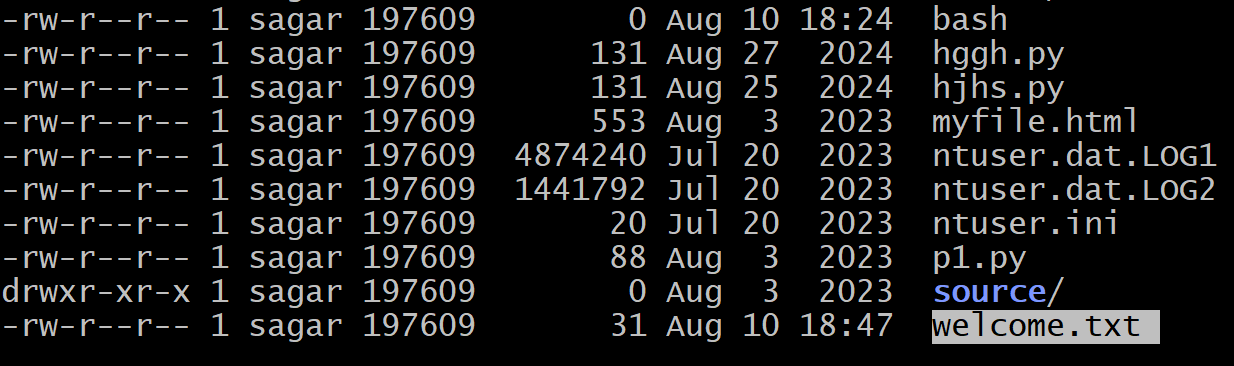 -rw-r--r-- 1 sagar 197609       0 Aug 10 18:24  bash
-rw-r--r-- 1 sagar 197609     131 Aug 27  2024  hggh.py
-rw-r--r-- 1 sagar 197609     131 Aug 25  2024  hjhs.py
-rw-r--r-- 1 sagar 197609     553 Aug  3  2023  myfile.html
-rw-r--r-- 1 sagar 197609 4874240 Jul 20  2023  ntuser.dat.LOG1
-rw-r--r-- 1 sagar 197609 1441792 Jul 20  2023  ntuser.dat.LOG2
-rw-r--r-- 1 sagar 197609      20 Jul 20  2023  ntuser.ini
-rw-r--r-- 1 sagar 197609      88 Aug  3  2023  p1.py
drwxr-xr-x 1 sagar 197609       0 Aug  3  2023  source/
-rw-r--r-- 1 sagar 197609      31 Aug 10 18:47  welcome.txt